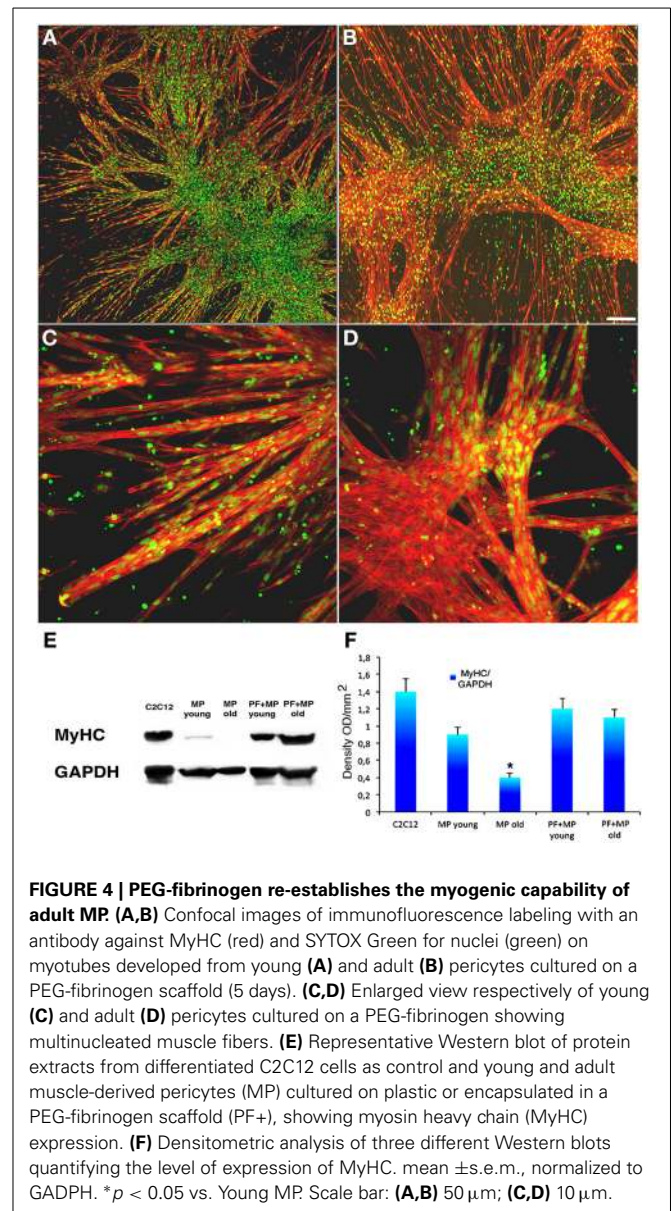 A
B
C
D
E
F
C2C12
MP
young
MP
old
PF+MP
young
PF+MP
old
MyHC
GAPDH
Density OD/mm2
1,8
1,6
1,4
1,2
1
0,8
0,6
0,4
0,2
0
MyHC/
GAPDH
*
C2C12
MP young
MP old
PF+MP
young
PF+MP
old
FIGURE 4 | PEG-fibrinogen re-establishes the myogenic capability of
adult MP. (A,B) Confocal images of immunofluorescence labeling with an
antibody against MyHC (red) and SYTOX Green for nuclei (green) on
myotubes developed from young (A) and adult (B) pericytes cultured on a
PEG-fibrinogen scaffold (5 days). (C,D) Enlarged view respectively of young
(C) and adult (D) pericytes cultured on a PEG-fibrinogen showing
multinucleated muscle fibers. (E) Representative Western blot of protein
extracts from differentiated C2C12 cells as control and young and adult
muscle-derived pericytes (MP) cultured on plastic or encapsulated in a
PEG-fibrinogen scaffold (PF+), showing myosin heavy chain (MyHC)
expression. (F) Densitometric analysis of three different Western blots
quantifying the level of expression of MyHC. mean ±s.e.m., normalized to
GADPH. *p < 0.05 vs. Young MP. Scale bar: (A,B) 50 μm; (C,D) 10 μm.